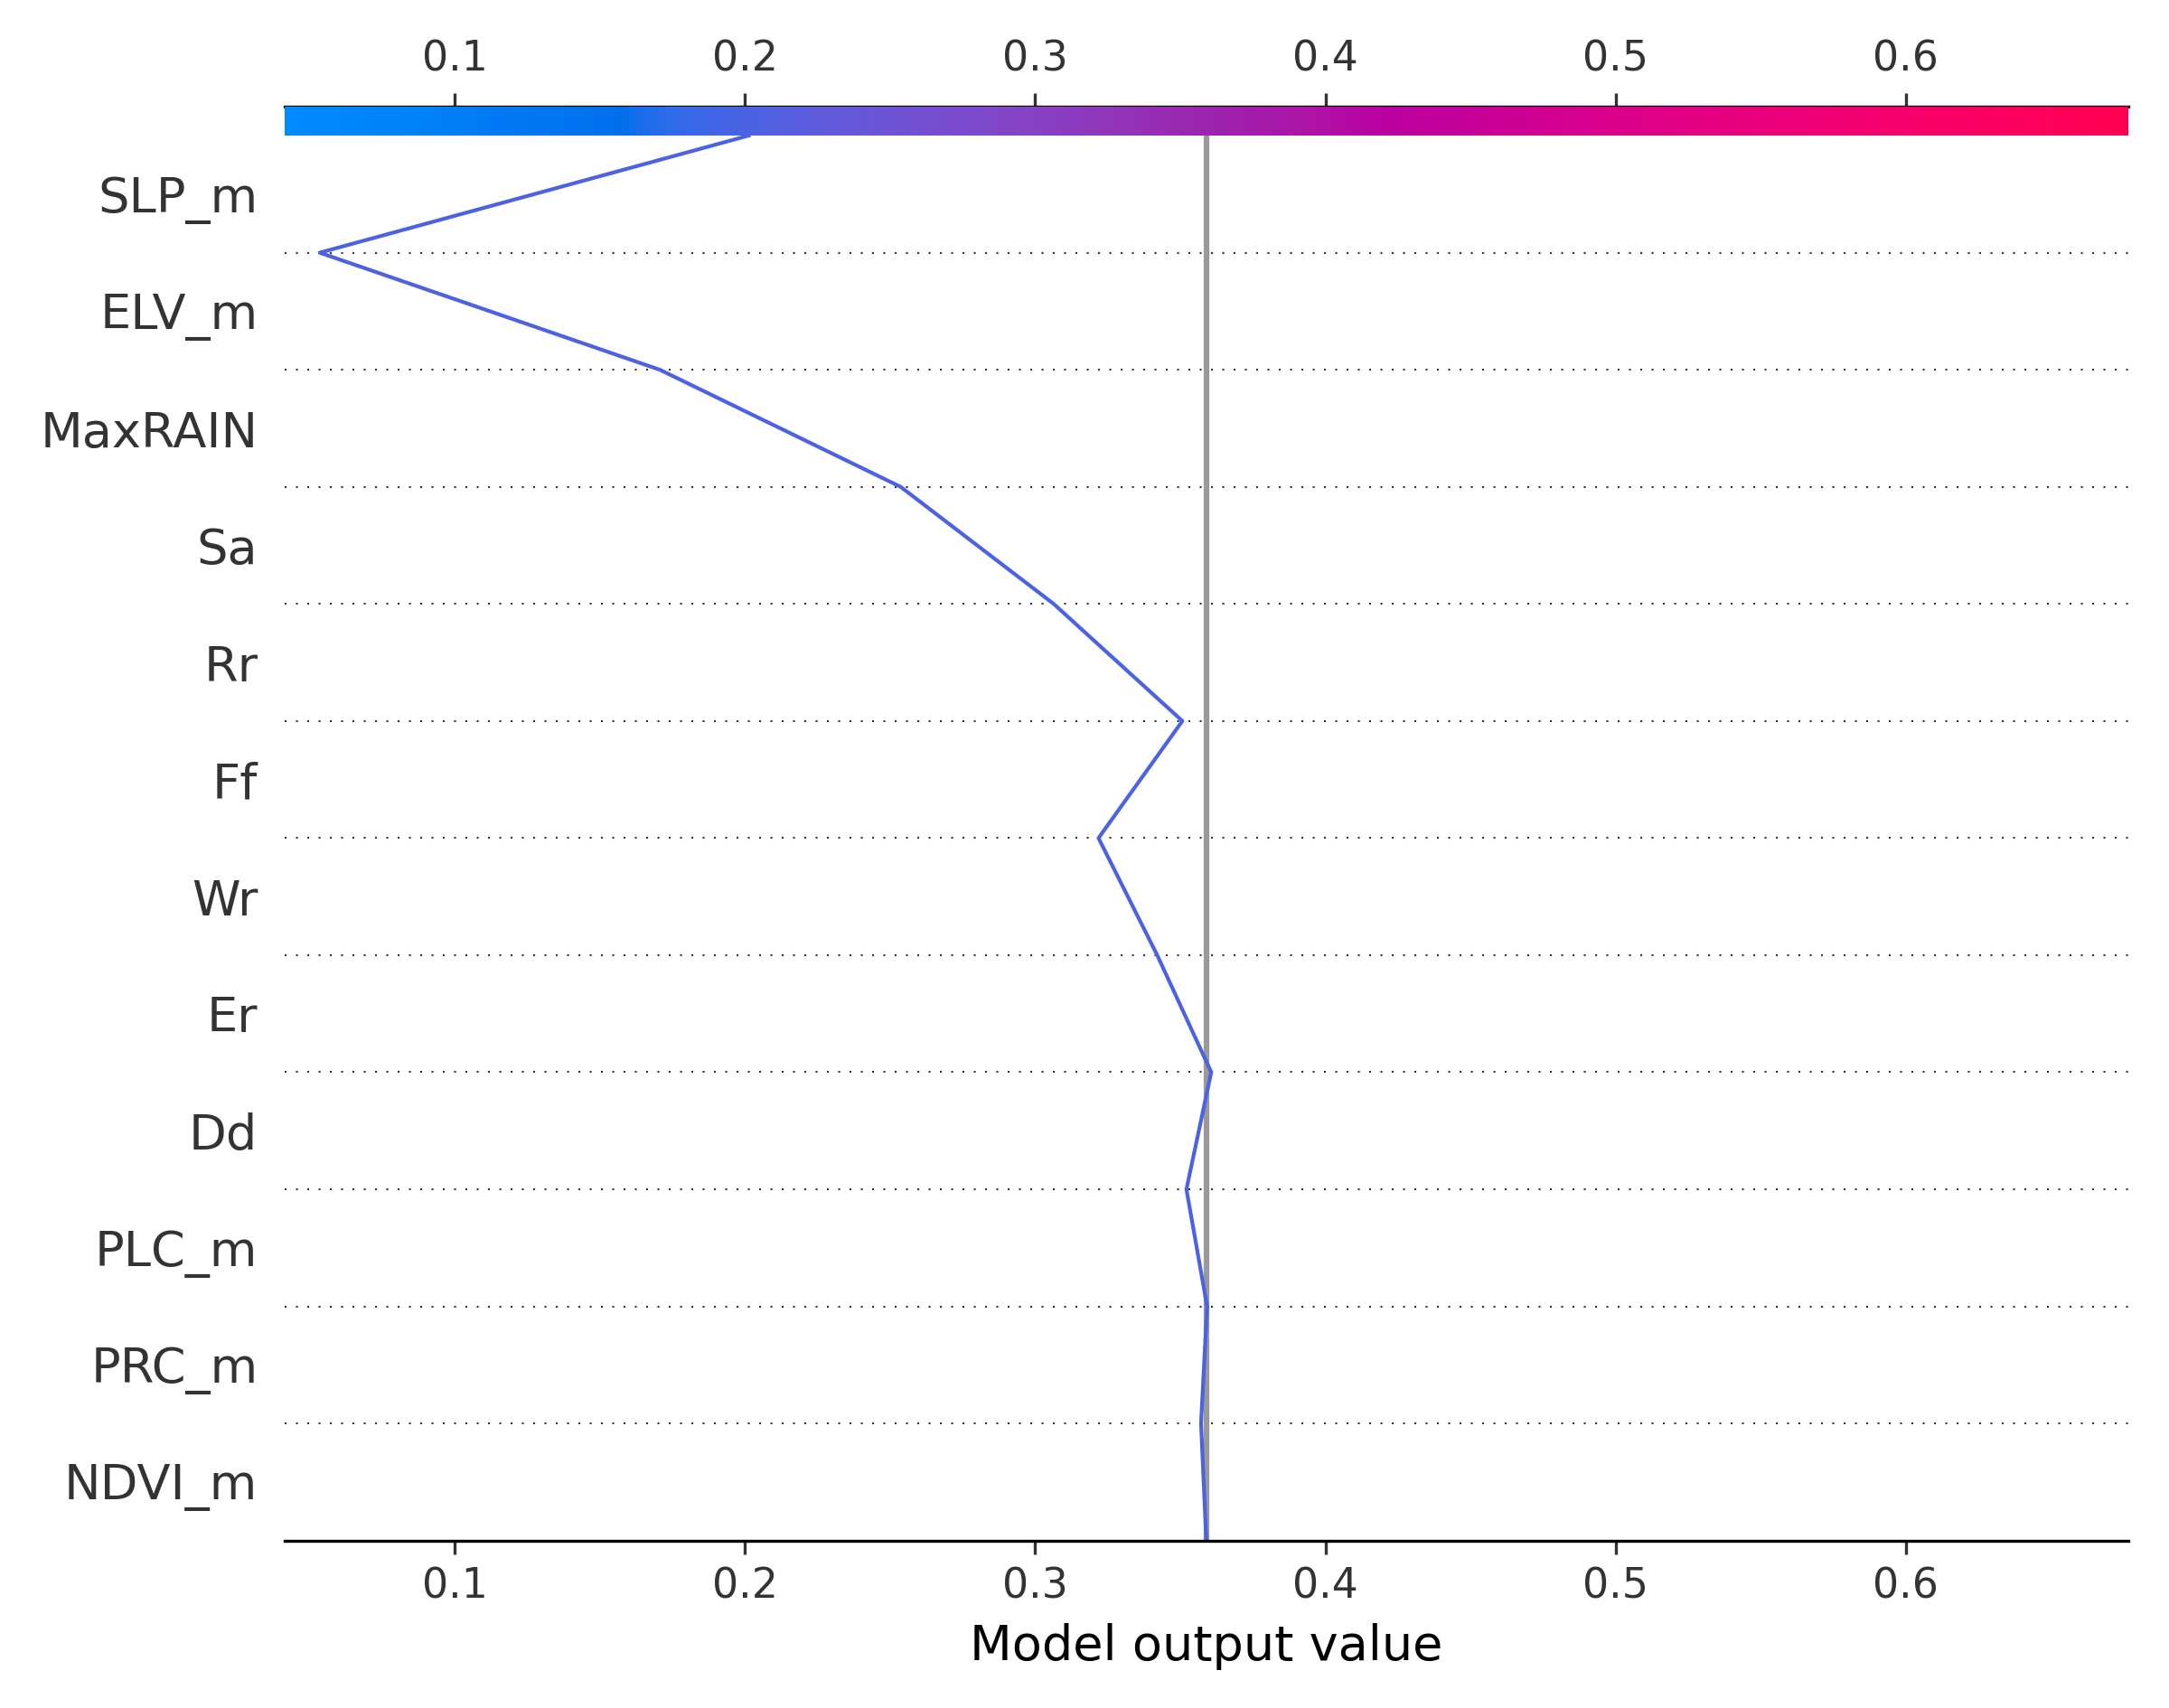 0.1 0.2 0.3 0.4 0.5 0.6
SLP_m
ELV_m
MaxRAIN
Sa
Rr
Ff
Wr
Er
Dd
PLC_m
PRC_m
NDVI_m
0.1 0.2 0.3 0.4 0.5 0.6
Model output value